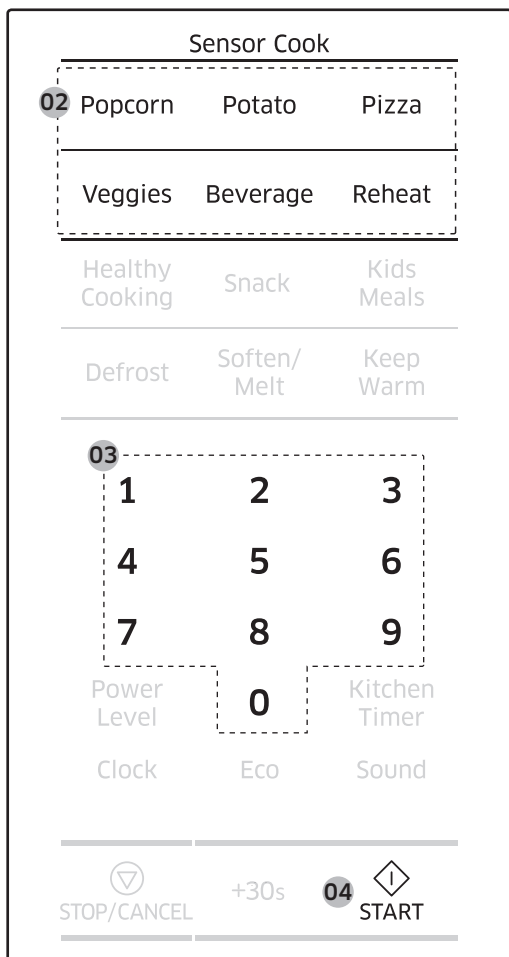 Sensor Cook
02 Popcorn Potato Pizza
Veggies Beverage Reheat
Healthy Cooking Snack Kids Meals
Defrost Soften/ Melt Keep Warm
03
1 2 3
4 5 6
7 8 9
Power Level 0 Kitchen Timer
Clock Eco Sound
STOP/CANCEL +30s 04 START